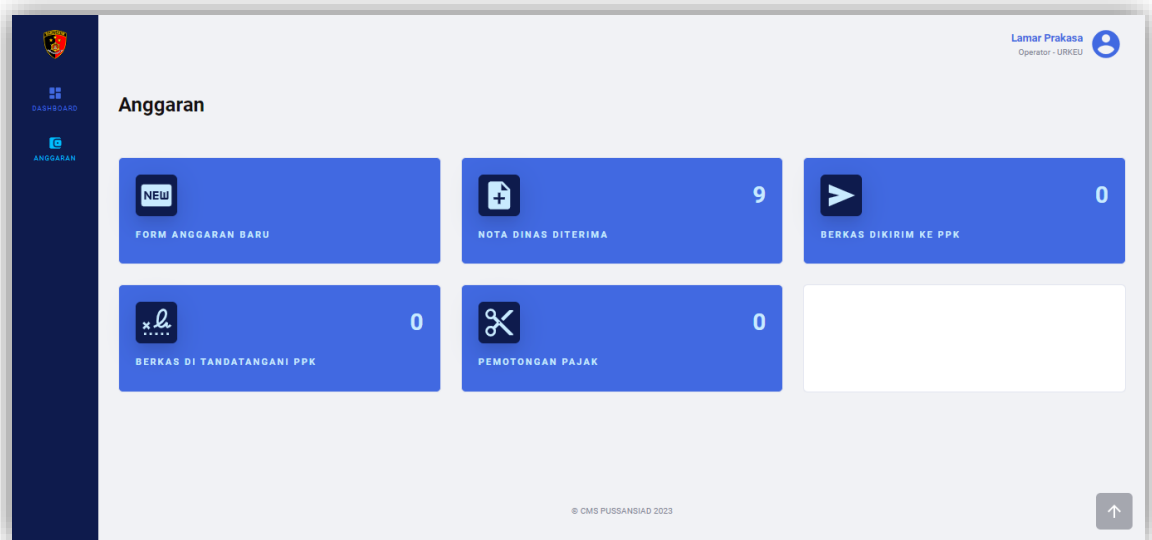 Lamar Prakasa
Operator - URKEU
DASHBOARD
ANGGARAN
Anggaran
NEW
FORM ANGGARAN BARU
9
NOTA DINAS DITERIMA
0
BERKAS DIKIRIM KE PPK
0
BERKAS DI TANDATANGANI PPK
0
PEMOTONGAN PAJAK
© CMS PUSSANSIAD 2023